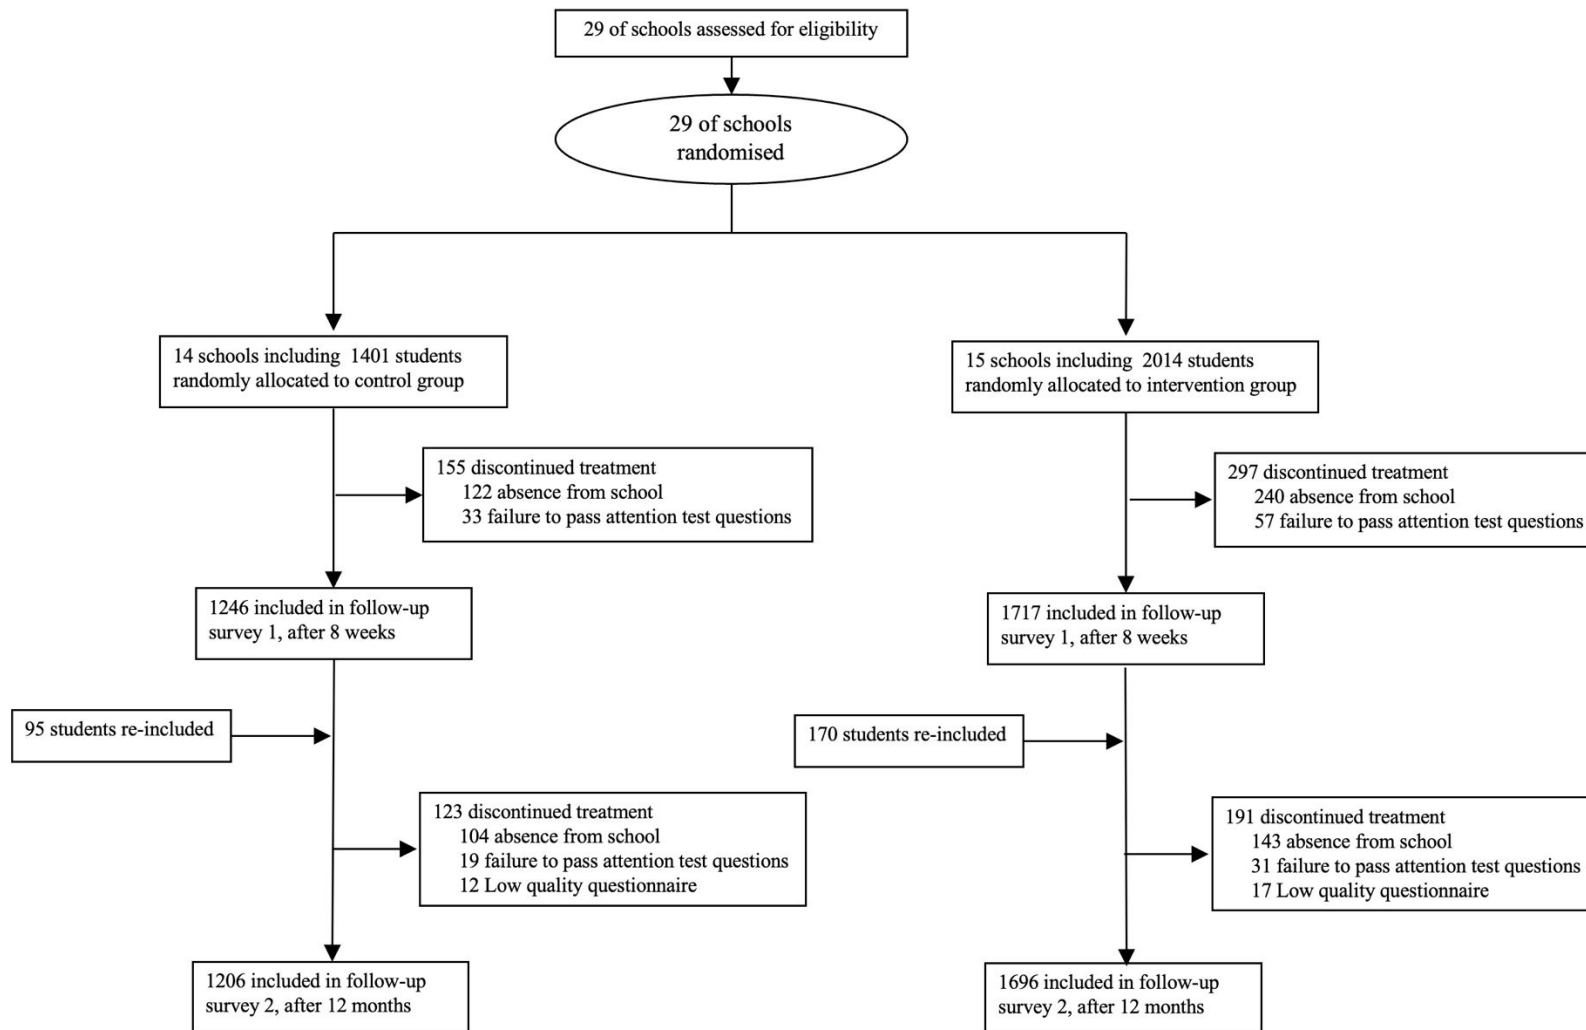 29 of schools assessed for eligibility
29 of schools
randomised
14 schools including 1401 students
randomly allocated to control group
15 schools including 2014 students
randomly allocated to intervention group
155 discontinued treatment
122 absence from school
33 failure to pass attention test questions
297 discontinued treatment
240 absence from school
57 failure to pass attention test questions
1246 included in follow-up
survey 1, after 8 weeks
1717 included in follow-up
survey 1, after 8 weeks
95 students re-included
170 students re-included
123 discontinued treatment
104 absence from school
19 failure to pass attention test questions
12 Low quality questionnaire
191 discontinued treatment
143 absence from school
31 failure to pass attention test questions
17 Low quality questionnaire
1206 included in follow-up
survey 2, after 12 months
1696 included in follow-up
survey 2, after 12 months